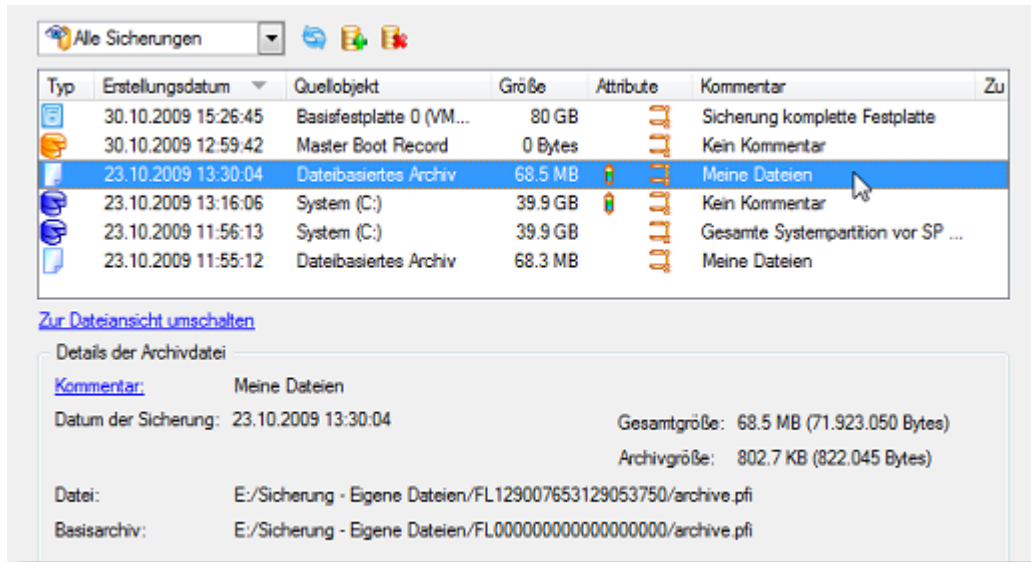 Alle Sicherungen
Typ Erstellungsdatum Quellobjekt Größe Attribute Kommentar Zu
30.10.2009 15:26:45 Basisfestplatte 0 (VM... 80 GB Sicherung komplette Festplatte
30.10.2009 12:59:42 Master Boot Record 0 Bytes Kein Kommentar
23.10.2009 13:30:04 Dateibasiertes Archiv 68.5 MB Meine Dateien
23.10.2009 13:16:06 System (C:) 39.9 GB Kein Kommentar
23.10.2009 11:56:13 System (C:) 39.9 GB Gesamte Systempartition vor SP ...
23.10.2009 11:55:12 Dateibasiertes Archiv 68.3 MB Meine Dateien
Zur Dateiansicht umschalten
Details der Archivdatei
Kommentar: Meine Dateien
Datum der Sicherung: 23.10.2009 13:30:04 Gesamtgröße: 68.5 MB (71.923.050 Bytes)
Archivgröße: 802.7 KB (822.045 Bytes)
Datei: E:/Sicherung - Eigene Dateien/FL129007653129053750/archive.pfi
Basisarchiv: E:/Sicherung - Eigene Dateien/FL000000000000000000/archive.pfi